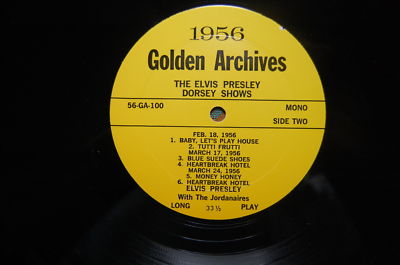 1956
Golden Archives
THE ELVIS PRESLEY
DORSEY SHOWS
56-GA-100 MONO
SIDE TWO
FEB. 18, 1956
1. BABY, LET'S PLAY HOUSE
2. TUTTI FRUTTI
MARCH 17, 1956
3. BLUE SUEDE SHOES
4. HEARTBREAK HOTEL
MARCH 24, 1956
5. MONEY HONEY
6. HEARTBREAK HOTEL
ELVIS PRESLEY
With The Jordanaires
LONG 33⅓ PLAY